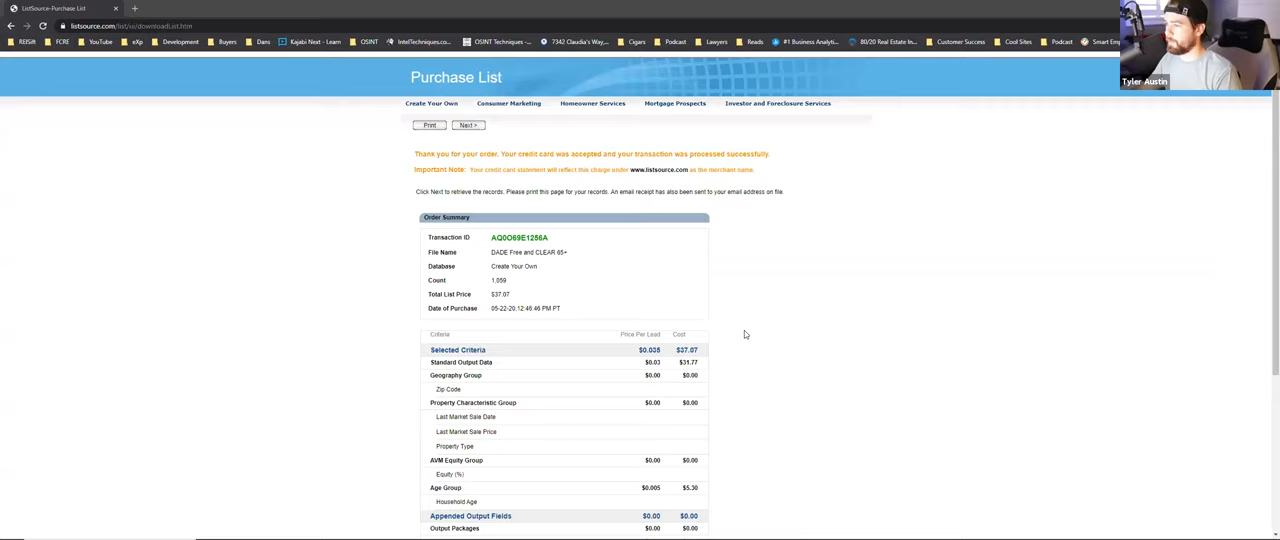 ListSource-Purchase List
listsource.com/list/ui/downloadList.htm
REISift FCRE YouTube eXp Development Buyers Dans Kajabi Next - Learn OSINT IntelTechniques.co... OSINT Techniques -... 7342 Claudia's Way,... Cigars Podcast Lawyers Reads #1 Business Analyti... 80/20 Real Estate In... Customer Success Cool Sites Podcast Smart Emp
Tyler Austin
Purchase List
Create Your Own Consumer Marketing Homeowner Services Mortgage Prospects Investor and Foreclosure Services
Print Next >
Thank you for your order. Your credit card was accepted and your transaction was processed successfully.
Important Note: Your credit card statement will reflect this charge under www.listsource.com as the merchant name.
Click Next to retrieve the records. Please print this page for your records. An email receipt has also been sent to your email address on file.
Order Summary
Transaction ID AQ0O69E1256A
File Name DADE Free and CLEAR 65+
Database Create Your Own
Count 1,059
Total List Price $37.07
Date of Purchase 05-22-20, 12:46:46 PM PT
Criteria Price Per Lead Cost
Selected Criteria $0.035 $37.07
Standard Output Data $0.03 $31.77
Geography Group $0.00 $0.00
Zip Code
Property Characteristic Group $0.00 $0.00
Last Market Sale Date
Last Market Sale Price
Property Type
AVM Equity Group $0.00 $0.00
Equity (%)
Age Group $0.005 $5.30
Household Age
Appended Output Fields $0.00 $0.00
Output Packages $0.00 $0.00